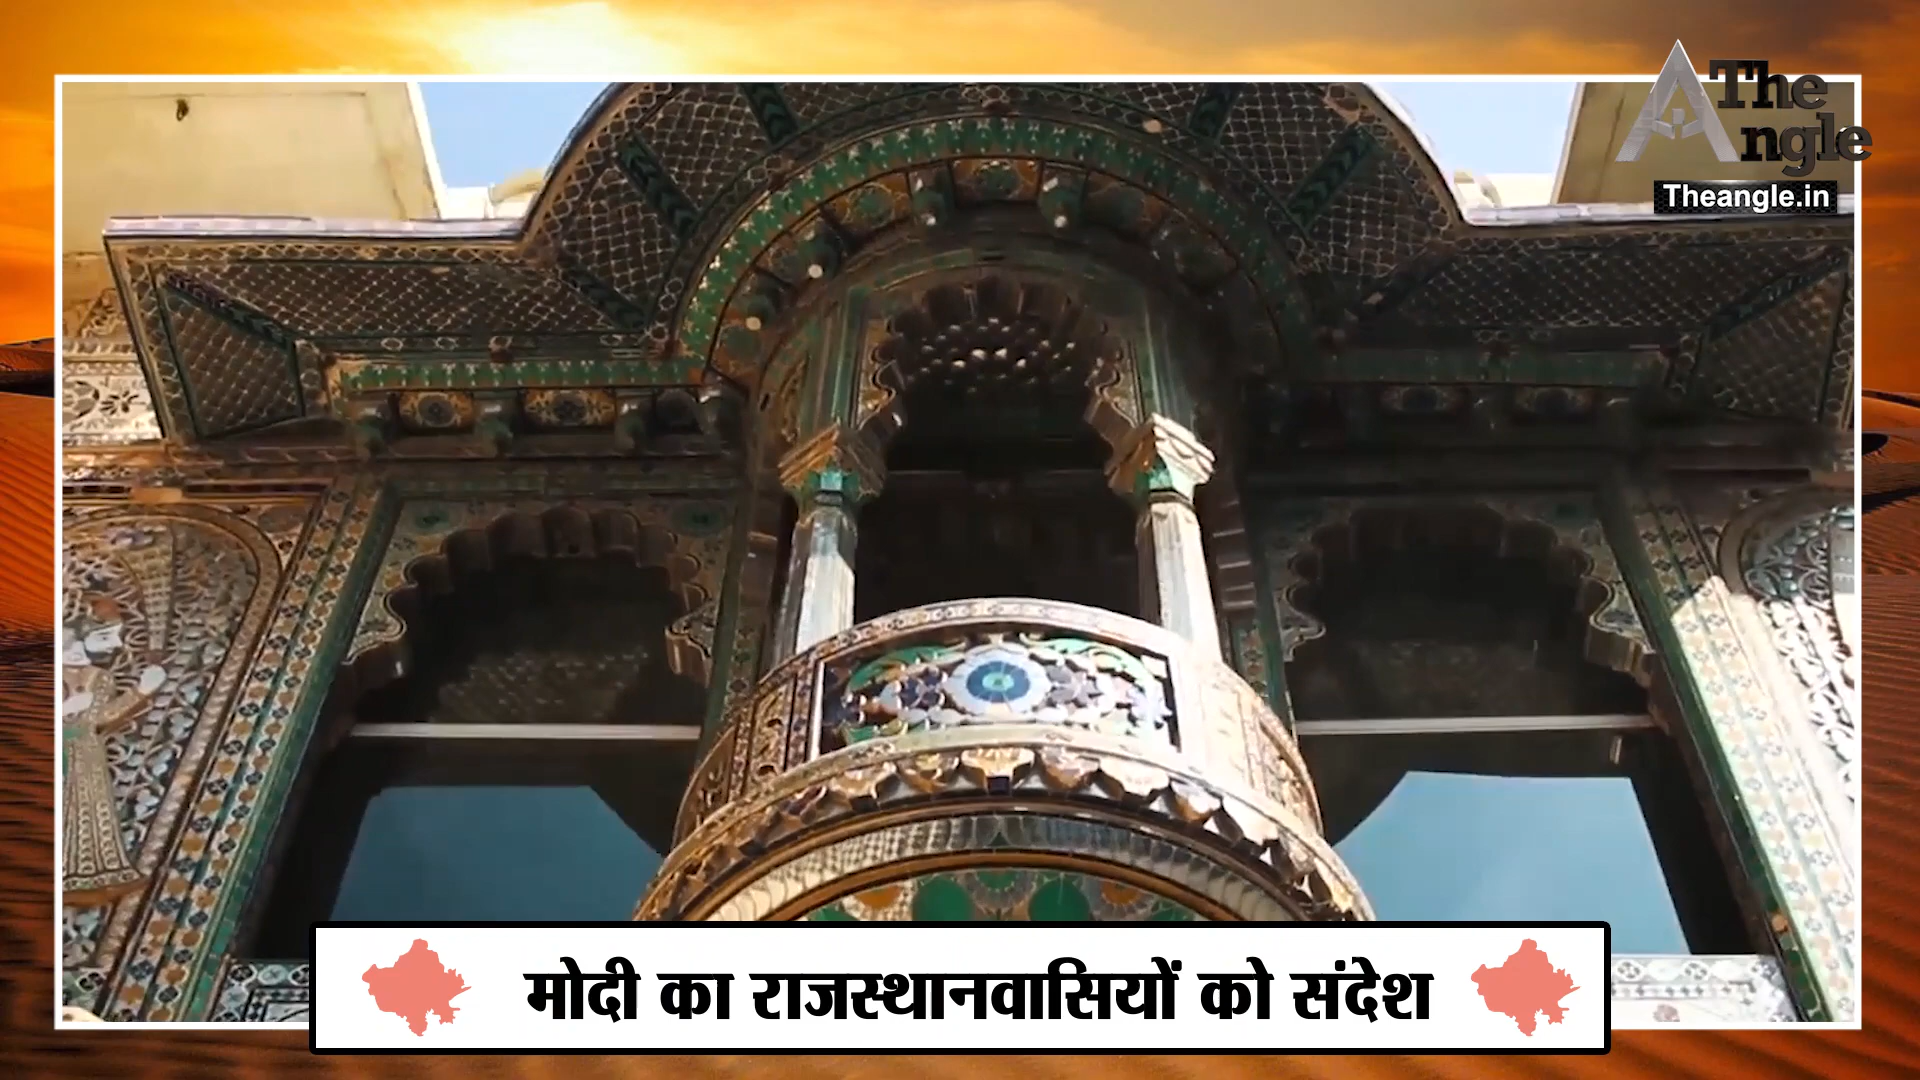 The
Angle
Theangle.in
मोदी का राजस्थानवासियों को संदेश